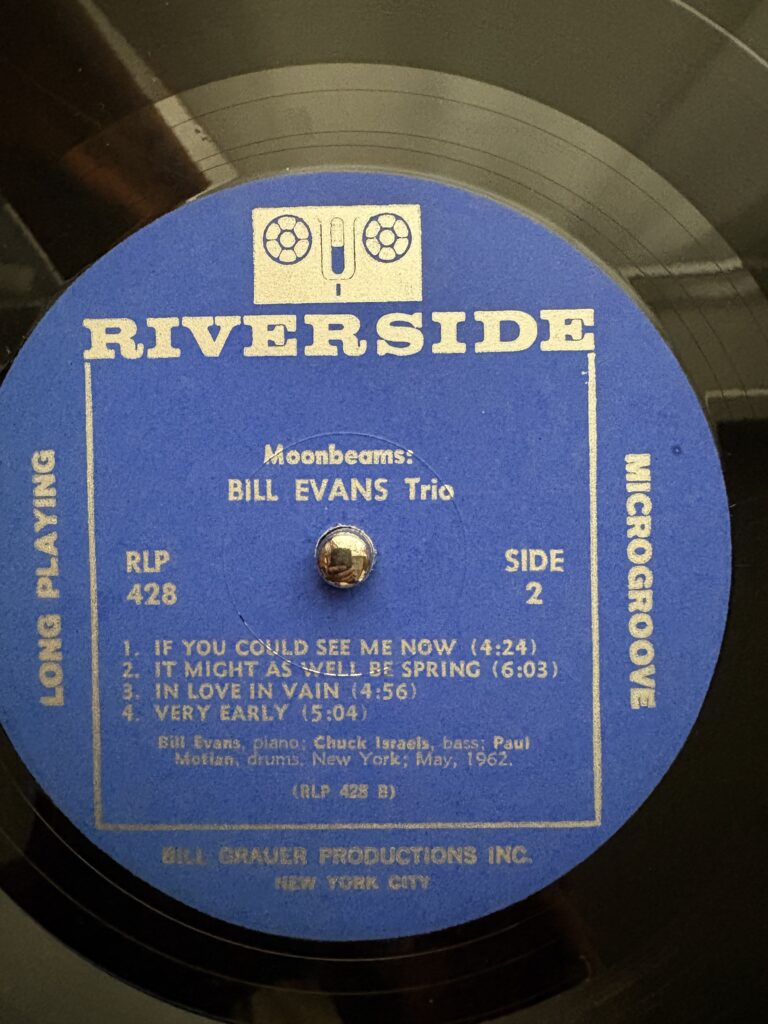 RIVERSIDE
Moonbeams:
BILL EVANS Trio
LONG PLAYING
MICROGROOVE
RLP
428
SIDE
2
1. IF YOU COULD SEE ME NOW (4:24)
2. IT MIGHT AS WELL BE SPRING (6:03)
3. IN LOVE IN VAIN (4:56)
4. VERY EARLY (5:04)
Bill Evans, piano; Chuck Israels, bass; Paul
Motian, drums. New York; May, 1962.
(RLP 428 B)
BILL GRAUER PRODUCTIONS INC.
NEW YORK CITY